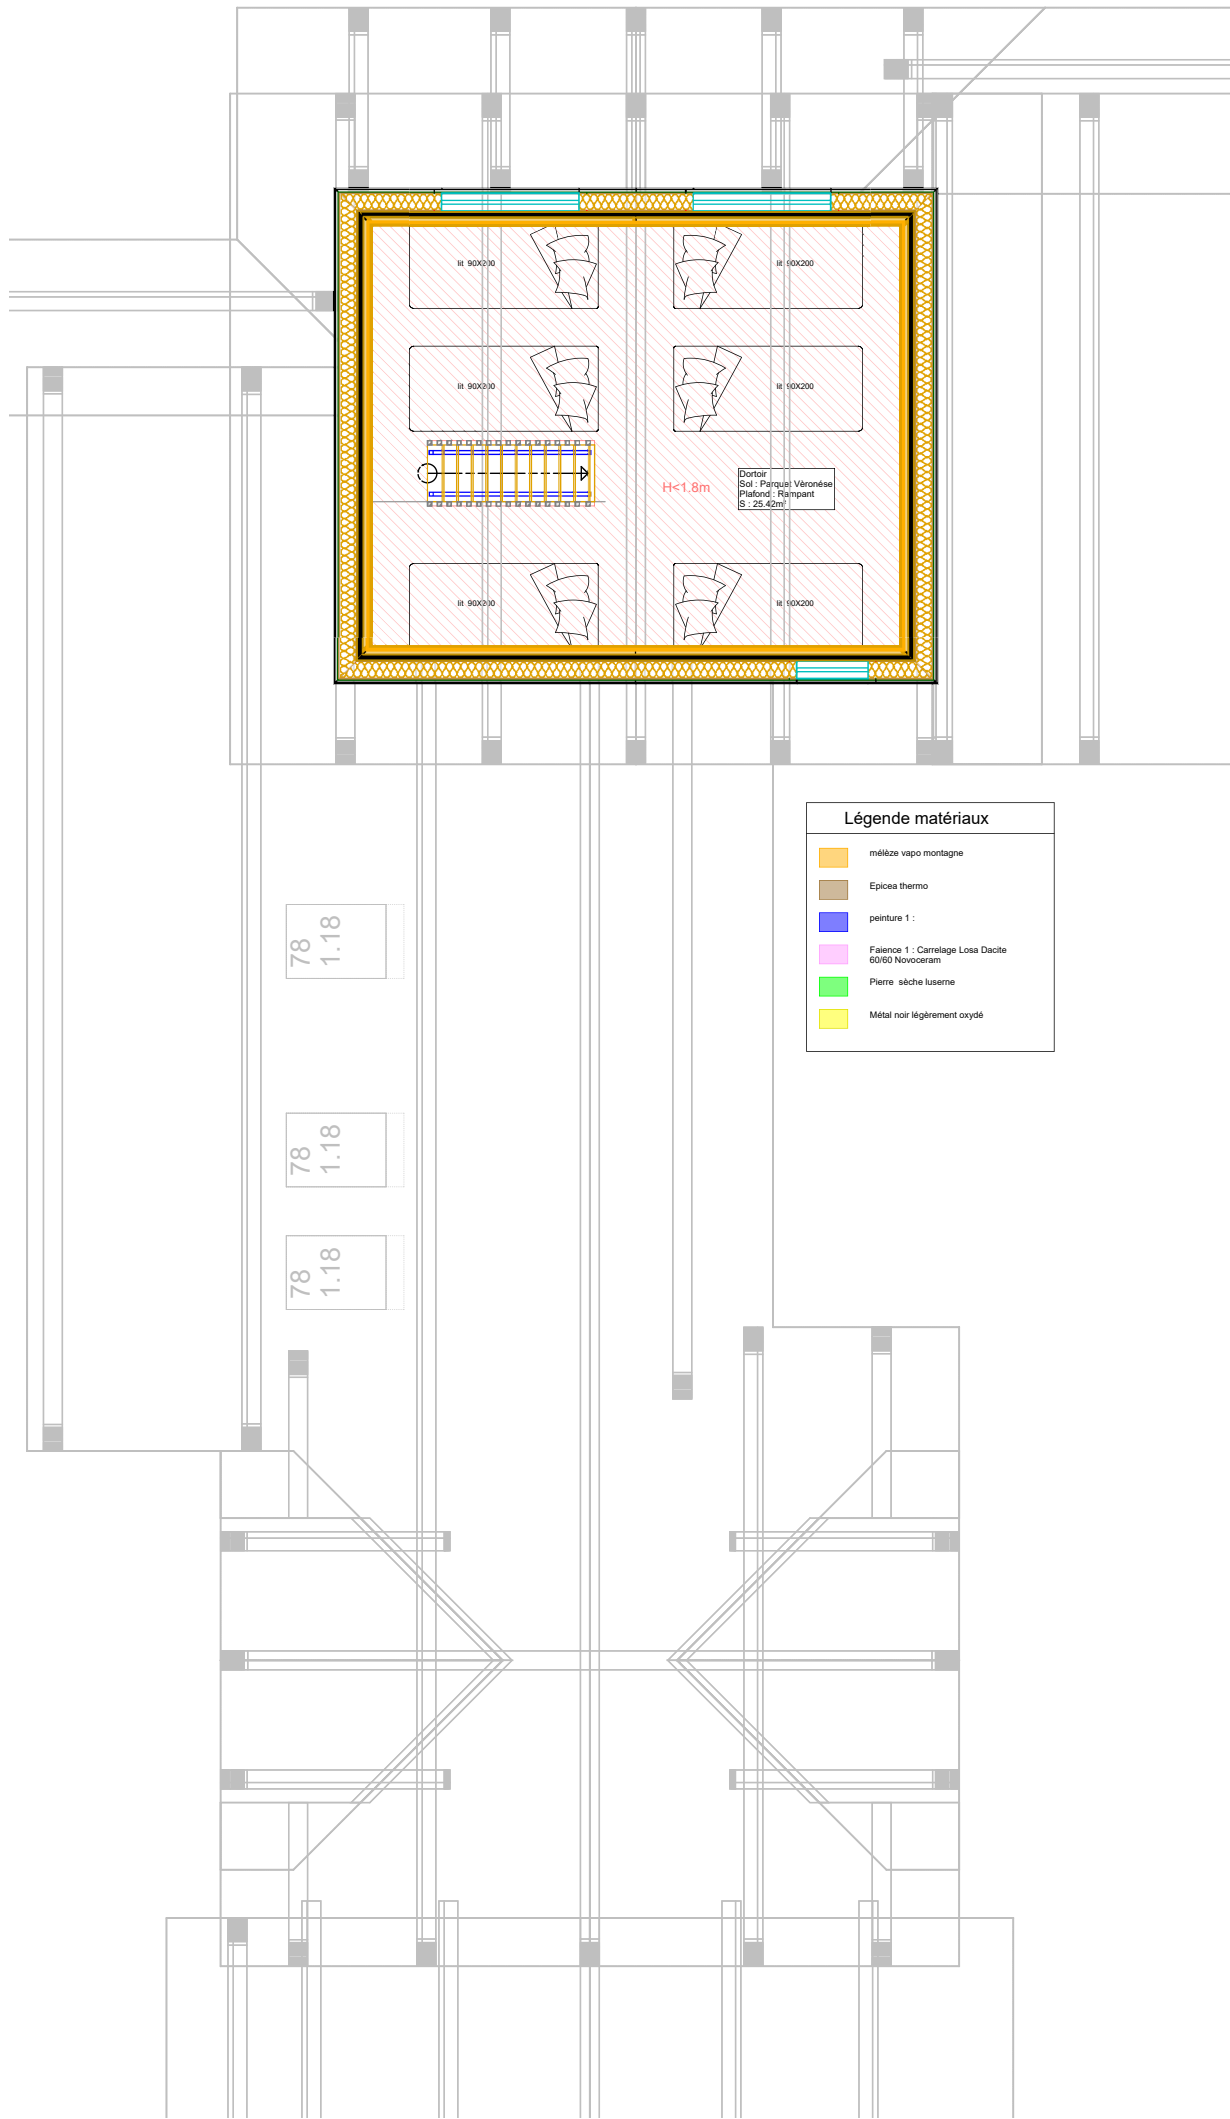 lit 90X200
lit 90X200
lit 90X200
lit 90X200
H<1.8m
Dortoir
Sol : Parquet Véronése
Plafond : Rampant
S : 25.42m²
lit 90X200
lit 90X200
Légende matériaux
mélèze vapo montagne
Epicea thermo
peinture 1 :
Faience 1 : Carrelage Losa Dacite
60/60 Novoceram
Pierre sèche luserne
Métal noir légèrement oxydé
78
1.18
78
1.18
78
1.18